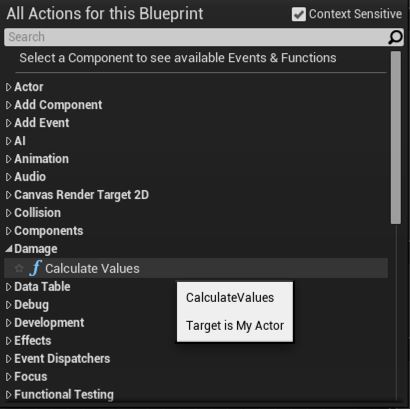 All Actions for this Blueprint
Context Sensitive
Search
Select a Component to see available Events & Functions
Actor
Add Component
Add Event
AI
Animation
Audio
Canvas Render Target 2D
Collision
Components
Damage
f Calculate Values
Data Table
CalculateValues
Debug
Development
Target is My Actor
Effects
Event Dispatchers
Focus
Functional Testing